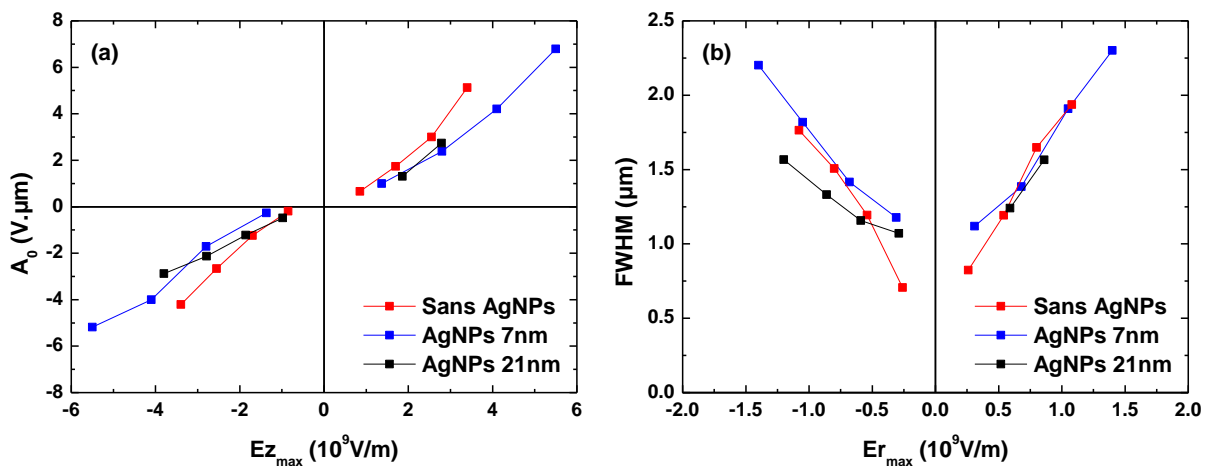 (a)
8
6
4
2
0
-2
-4
-6
-8
A₀ (V.µm)
-6 -4 -2 0 2 4 6
Ez_max (10⁹V/m)
Sans AgNPs
AgNPs 7nm
AgNPs 21nm
(b)
2.5
2.0
1.5
1.0
0.5
0.0
FWHM (µm)
-2.0 -1.5 -1.0 -0.5 0.0 0.5 1.0 1.5 2.0
Er_max (10⁹V/m)
Sans AgNPs
AgNPs 7nm
AgNPs 21nm